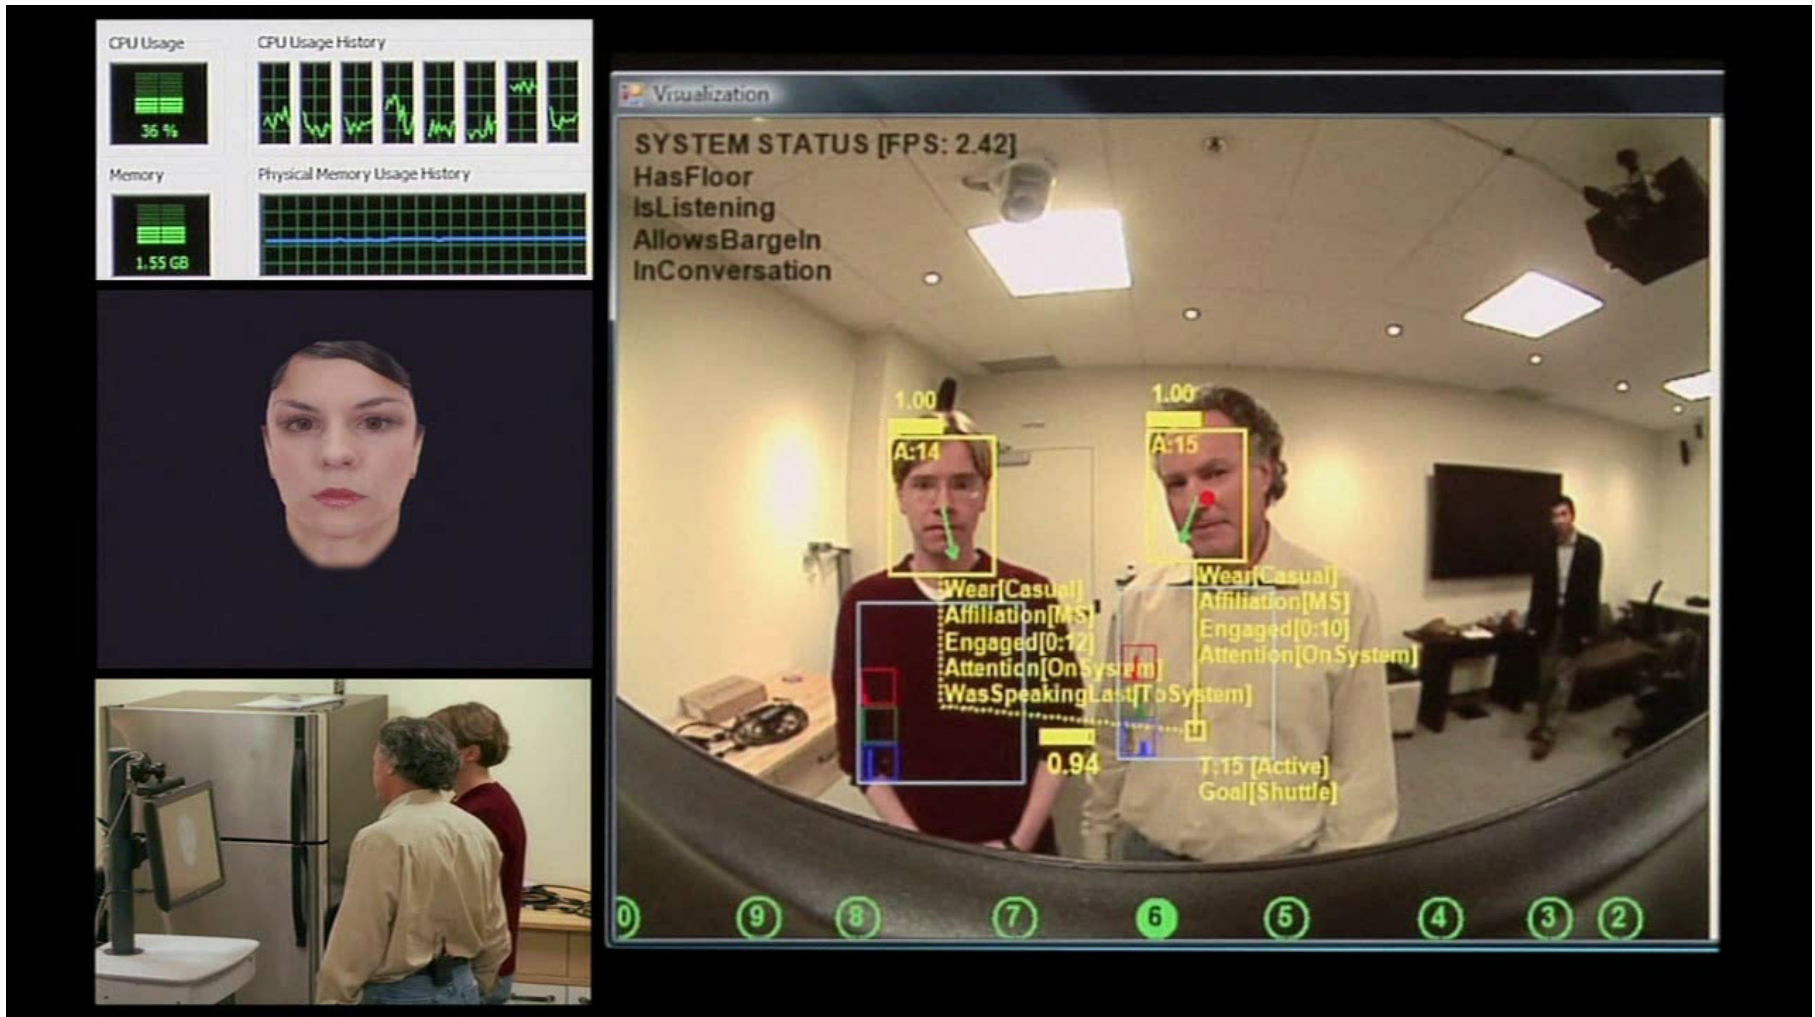 CPU Usage
CPU Usage History
36 %
Memory
Physical Memory Usage History
1.55 GB
Visualization
SYSTEM STATUS [FPS: 2.42]
HasFloor
IsListening
AllowsBargeIn
InConversation
1.00
A:14
Wear[Casual]
Affiliation[MS]
Engaged[0:12]
Attention[OnSystem]
WasSpeakingLast[ToSystem]
0.94
1.00
A:15
Wear[Casual]
Affiliation[MS]
Engaged[0:10]
Attention[OnSystem]
T:15 [Active]
Goal[Shuttle]
0 9 8 7 6 5 4 3 2